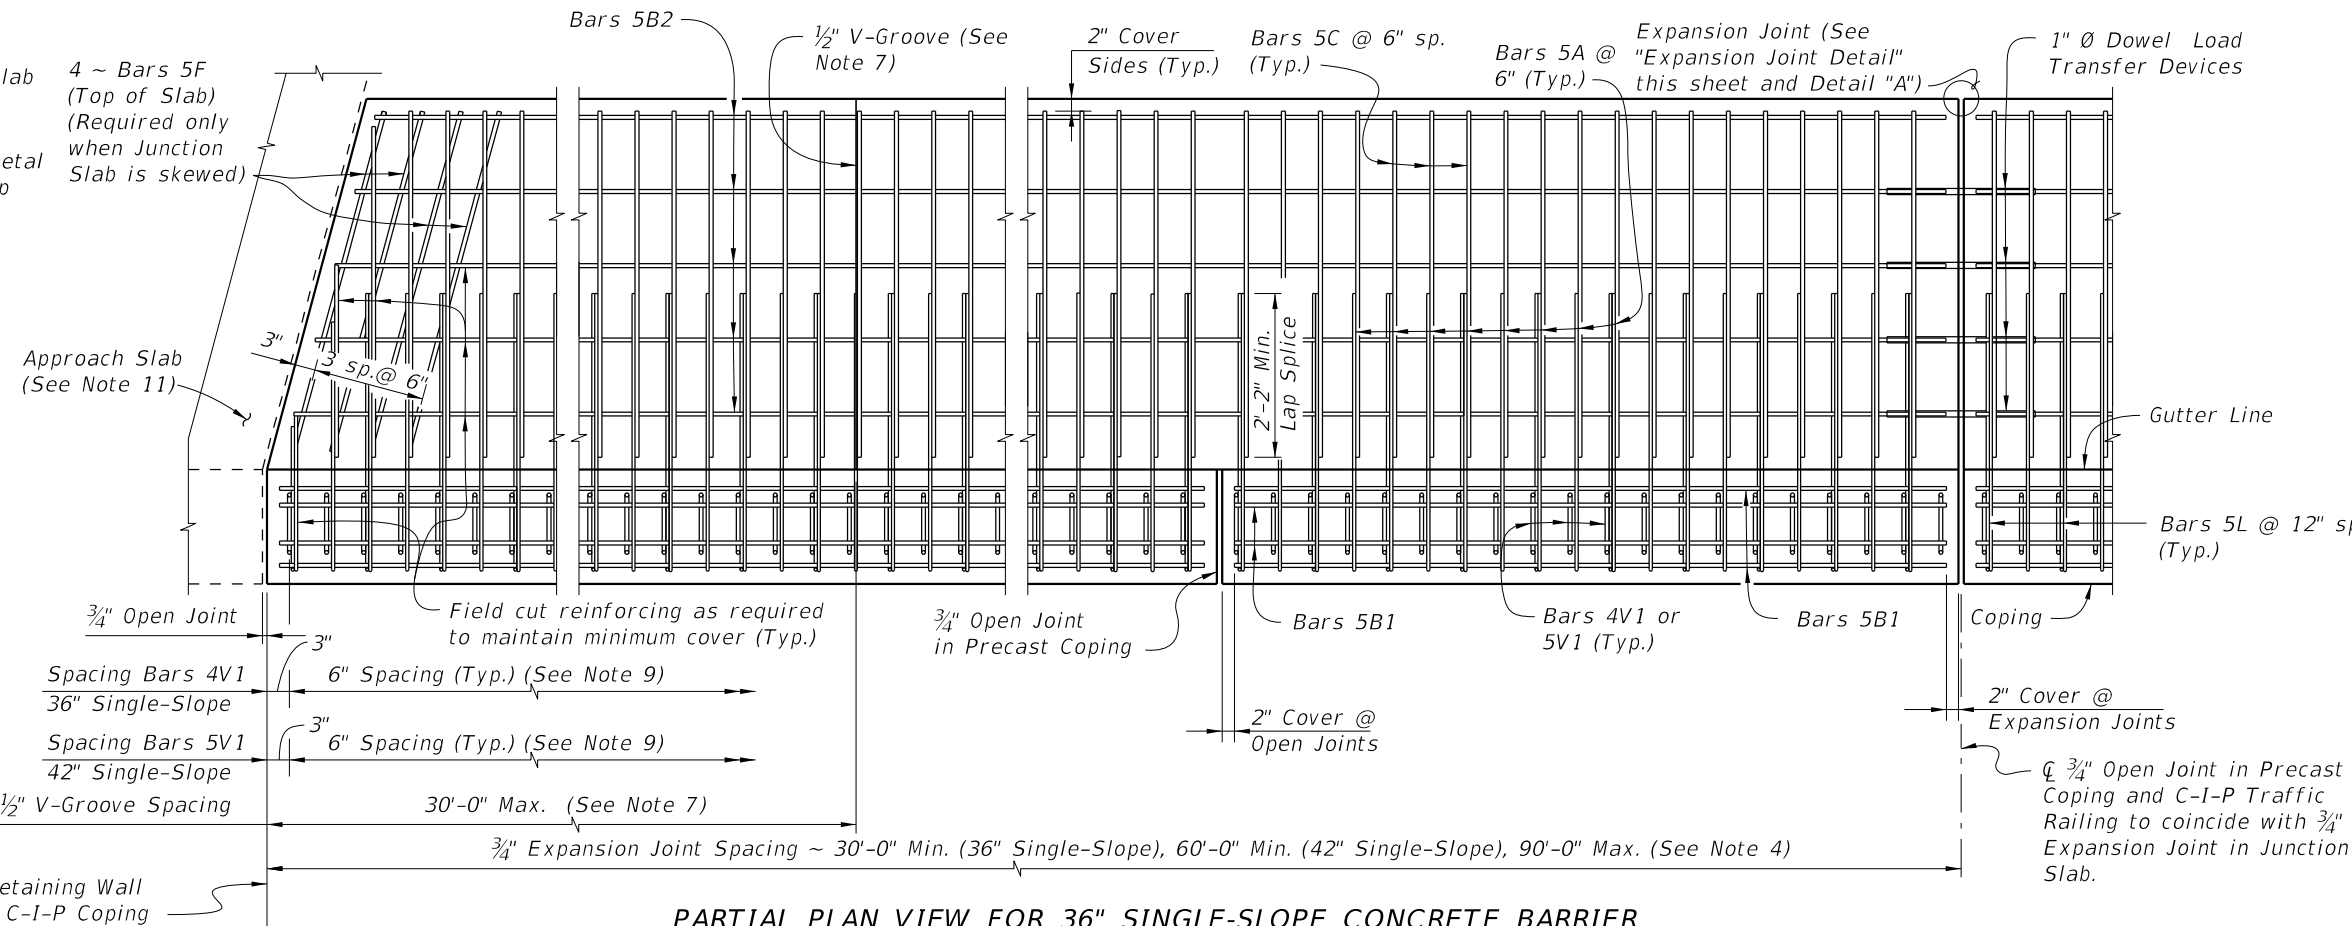 Bars 5B2
½" V-Groove (See
Note 7)
2" Cover
Sides (Typ.)
Bars 5C @ 6" sp.
(Typ.)
Bars 5A @
6" (Typ.)
Expansion Joint (See
"Expansion Joint Detail"
this sheet and Detail "A")
1" Ø Dowel Load
Transfer Devices
lab
etal
p
4 ~ Bars 5F
(Top of Slab)
(Required only
when Junction
Slab is skewed)
3"
3 sp.@ 6"
Approach Slab
(See Note 11)
2'-2" Min.
Lap Splice
Gutter Line
Bars 5L @ 12" sp
(Typ.)
¾" Open Joint
Field cut reinforcing as required
to maintain minimum cover (Typ.)
¾" Open Joint
in Precast Coping
Bars 5B1
Bars 4V1 or
5V1 (Typ.)
Bars 5B1
Coping
3"
Spacing Bars 4V1
36" Single-Slope
6" Spacing (Typ.) (See Note 9)
3"
Spacing Bars 5V1
42" Single-Slope
6" Spacing (Typ.) (See Note 9)
2" Cover @
Open Joints
2" Cover @
Expansion Joints
½" V-Groove Spacing
30'-0" Max. (See Note 7)
¾" Expansion Joint Spacing ~ 30'-0" Min. (36" Single-Slope), 60'-0" Min. (42" Single-Slope), 90'-0" Max. (See Note 4)
℄ ¾" Open Joint in Precast
Coping and C-I-P Traffic
Railing to coincide with ¾"
Expansion Joint in Junction
Slab.
etaining Wall
C-I-P Coping
PARTIAL PLAN VIEW FOR 36" SINGLE-SLOPE CONCRETE BARRIER